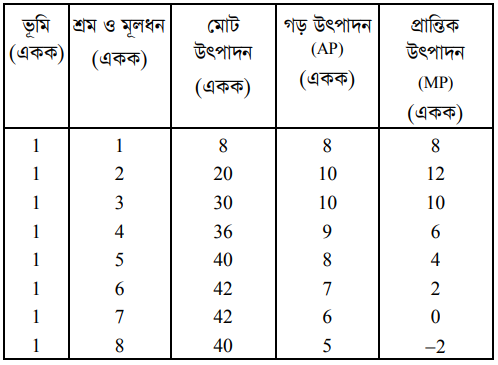 ভূমি (একক) | শ্রম ও মূলধন (একক) | মোট উৎপাদন (একক) | গড় উৎপাদন (AP) (একক) | প্রান্তিক উৎপাদন (MP) (একক)
1 | 1 | 8 | 8 | 8
1 | 2 | 20 | 10 | 12
1 | 3 | 30 | 10 | 10
1 | 4 | 36 | 9 | 6
1 | 5 | 40 | 8 | 4
1 | 6 | 42 | 7 | 2
1 | 7 | 42 | 6 | 0
1 | 8 | 40 | 5 | –2